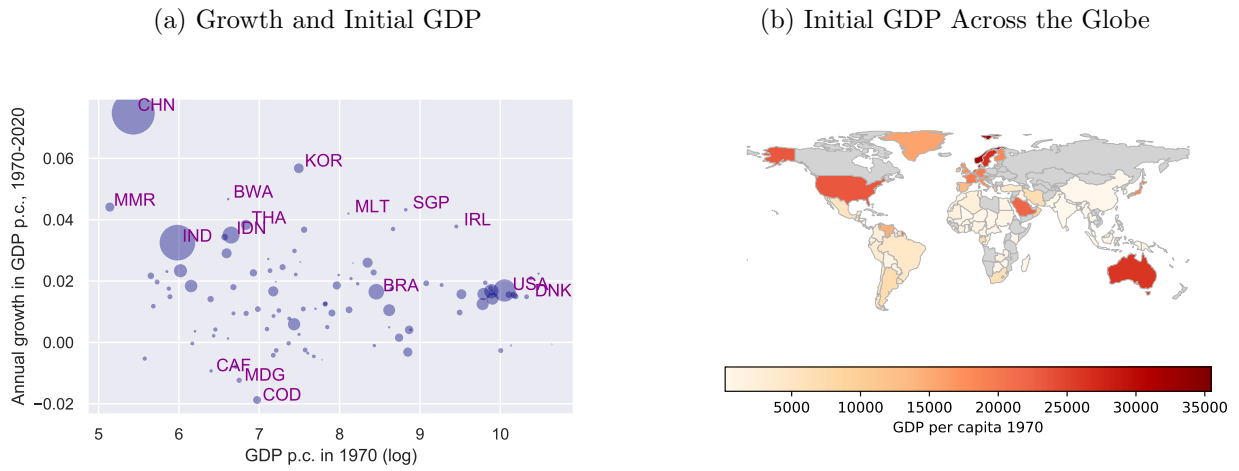 (a) Growth and Initial GDP
(b) Initial GDP Across the Globe
Annual growth in GDP p.c., 1970-2020
0.06
0.04
0.02
0.00
−0.02
CHN
KOR
MMR
BWA
THA
MLT
SGP
IRL
IDN
IND
BRA
USA
DNK
CAF
MDG
COD
5 6 7 8 9 10
GDP p.c. in 1970 (log)
5000 10000 15000 20000 25000 30000 35000
GDP per capita 1970